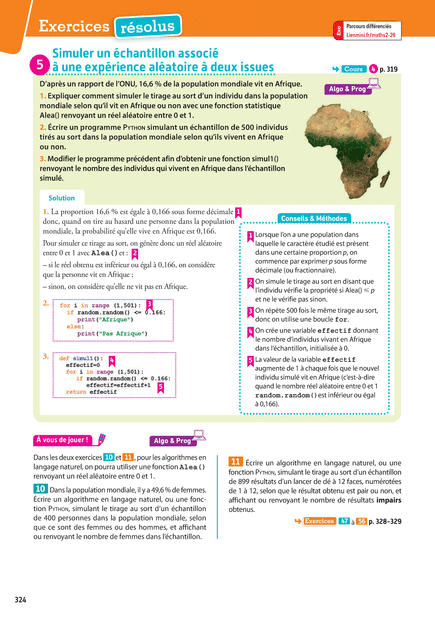 Exercices résolus
Exo
Parcours différenciés
Lienmini.fr/maths2-26
5
Simuler un échantillon associé
à une expérience aléatoire à deux issues
Cours 4 p. 319
Algo & Prog
D'après un rapport de l'ONU, 16,6 % de la population mondiale vit en Afrique.
1. Expliquer comment simuler le tirage au sort d'un individu dans la population
mondiale selon qu'il vit en Afrique ou non avec une fonction statistique
Alea() renvoyant un réel aléatoire entre 0 et 1.
2. Écrire un programme PYTHON simulant un échantillon de 500 individus
tirés au sort dans la population mondiale selon qu'ils vivent en Afrique
ou non.
3. Modifier le programme précédent afin d'obtenir une fonction simul1()
renvoyant le nombre des individus qui vivent en Afrique dans l'échantillon
simulé.
Solution
1. La proportion 16,6 % est égale à 0,166 sous forme décimale 1
donc, quand on tire au hasard une personne dans la population
mondiale, la probabilité qu'elle vive en Afrique est 0,166.
Pour simuler ce tirage au sort, on génère donc un réel aléatoire
entre 0 et 1 avec Alea() et : 2
– si le réel obtenu est inférieur ou égal à 0,166, on considère
que la personne vit en Afrique ;
– sinon, on considère qu'elle ne vit pas en Afrique.
2.
for i in range (1,501): 3
if random.random() <= 0.166:
print("Afrique")
else:
print("Pas Afrique")
3.
def simul1(): 4
effectif=0
for i in range (1,501):
if random.random() <= 0.166:
effectif=effectif+1 5
return effectif
Conseils & Méthodes
1 Lorsque l'on a une population dans
laquelle le caractère étudié est présent
dans une certaine proportion p, on
commence par exprimer p sous forme
décimale (ou fractionnaire).
2 On simule le tirage au sort en disant que
l'individu vérifie la propriété si Alea() ⩽ p
et ne le vérifie pas sinon.
3 On répète 500 fois le même tirage au sort,
donc on utilise une boucle for.
4 On crée une variable effectif donnant
le nombre d'individus vivant en Afrique
dans l'échantillon, initialisée à 0.
5 La valeur de la variable effectif
augmente de 1 à chaque fois que le nouvel
individu simulé vit en Afrique (c'est-à-dire
quand le nombre réel aléatoire entre 0 et 1
random.random() est inférieur ou égal
à 0,166).
À vous de jouer !
Algo & Prog
Dans les deux exercices 10 et 11, pour les algorithmes en
langage naturel, on pourra utiliser une fonction Alea()
renvoyant un réel aléatoire entre 0 et 1.
10 Dans la population mondiale, il y a 49,6 % de femmes.
Écrire un algorithme en langage naturel, ou une fonc-
tion PYTHON, simulant le tirage au sort d'un échantillon
de 400 personnes dans la population mondiale, selon
que ce sont des femmes ou des hommes, et affichant
ou renvoyant le nombre de femmes dans l'échantillon.
11 Écrire un algorithme en langage naturel, ou une
fonction PYTHON, simulant le tirage au sort d'un échantillon
de 899 résultats d'un lancer de dé à 12 faces, numérotées
de 1 à 12, selon que le résultat obtenu est pair ou non, et
affichant ou renvoyant le nombre de résultats impairs
obtenus.
Exercices 47 à 56 p. 328-329
324